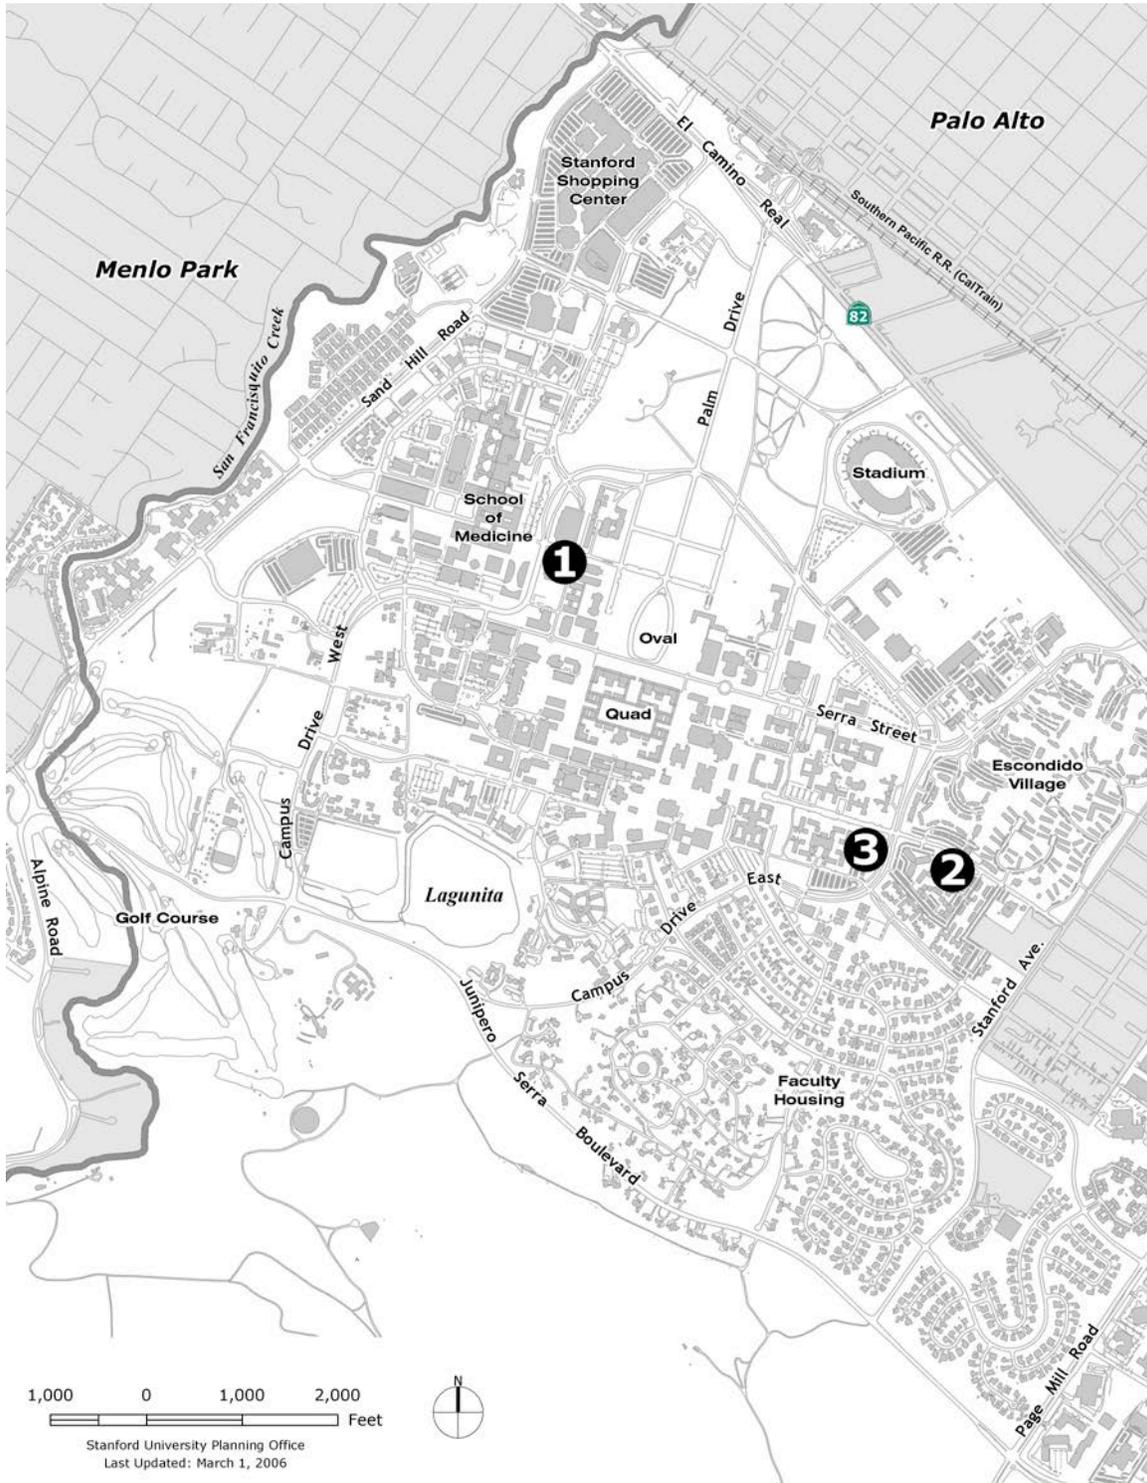 Palo Alto
El Camino Real
Stanford
Shopping
Center
Southern Pacific R.R. (CalTrain)
Menlo Park
82
San Francisquito Creek
Sand Hill Road
Palm Drive
Stadium
School
of
Medicine
1
Oval
Campus Drive West
Quad
Serra Street
Escondido
Village
3
2
Campus Drive East
Lagunita
Alpine Road
Golf Course
Stanford Ave.
Junipero Serra Boulevard
Faculty
Housing
Page Mill Road
N
1,000 0 1,000 2,000
Feet
Stanford University Planning Office
Last Updated: March 1, 2006